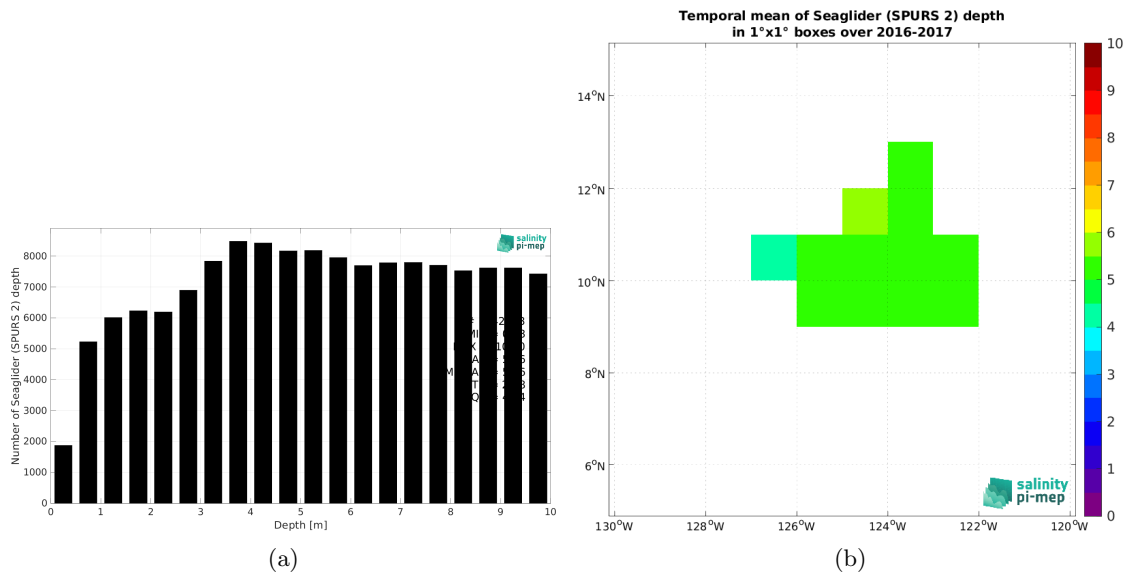 Temporal mean of Seaglider (SPURS 2) depth
in 1°x1° boxes over 2016-2017
Number of Seaglider (SPURS 2) depth
8000
7000
6000
5000
4000
3000
2000
1000
0
0 1 2 3 4 5 6 7 8 9 10
Depth [m]
salinity
pi-mep
(a)
14°N
12°N
10°N
8°N
6°N
130°W 128°W 126°W 124°W 122°W 120°W
salinity
pi-mep
10
9
8
7
6
5
4
3
2
1
0
(b)